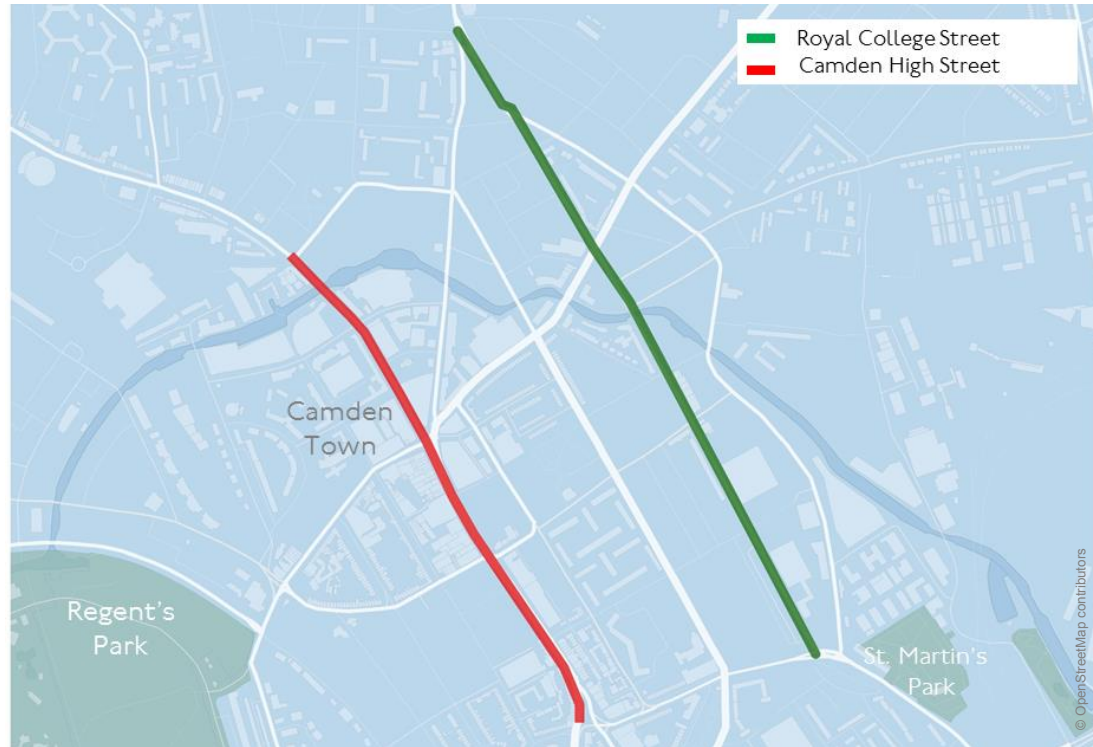 Royal College Street
Camden High Street
Camden
Town
Regent's
Park
St. Martin's
Park
© OpenStreetMap contributors